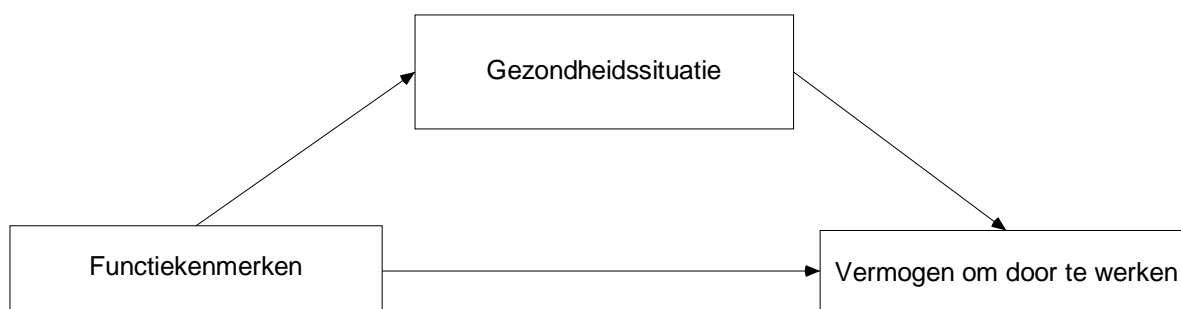 Gezondheidssituatie
Functiekenmerken
Vermogen om door te werken